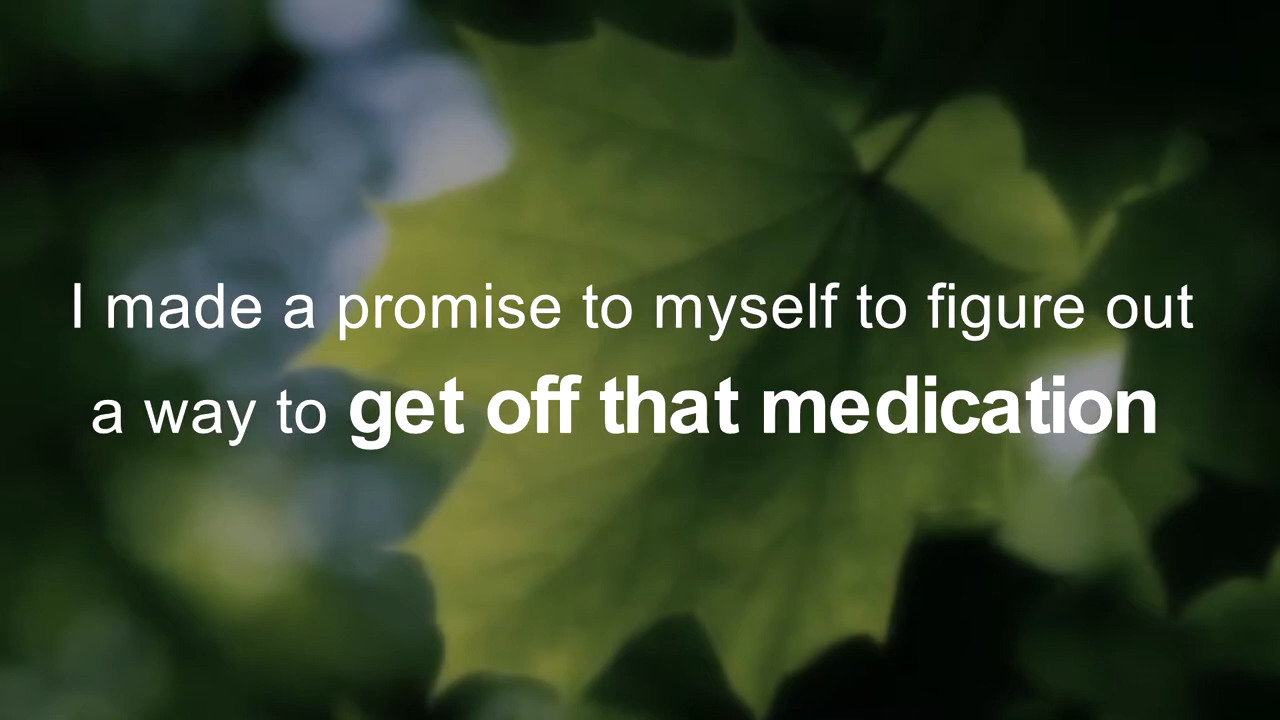 I made a promise to myself to figure out
a way to get off that medication